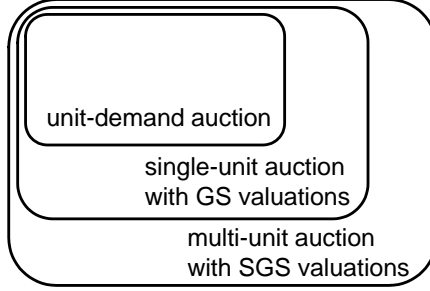 unit-demand auction
single-unit auction
with GS valuations
multi-unit auction
with SGS valuations